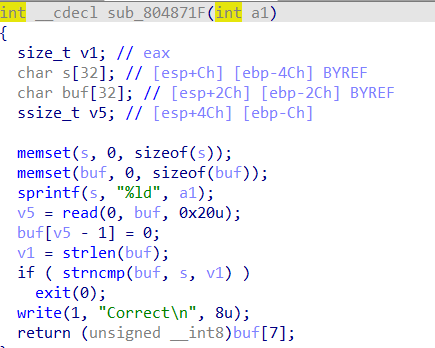 int __cdecl sub_804871F(int a1)
{
size_t v1; // eax
char s[32]; // [esp+Ch] [ebp-4Ch] BYREF
char buf[32]; // [esp+2Ch] [ebp-2Ch] BYREF
ssize_t v5; // [esp+4Ch] [ebp-Ch]
memset(s, 0, sizeof(s));
memset(buf, 0, sizeof(buf));
sprintf(s, "%ld", a1);
v5 = read(0, buf, 0x20u);
buf[v5 - 1] = 0;
v1 = strlen(buf);
if ( strncmp(buf, s, v1) )
exit(0);
write(1, "Correct\n", 8u);
return (unsigned __int8)buf[7];